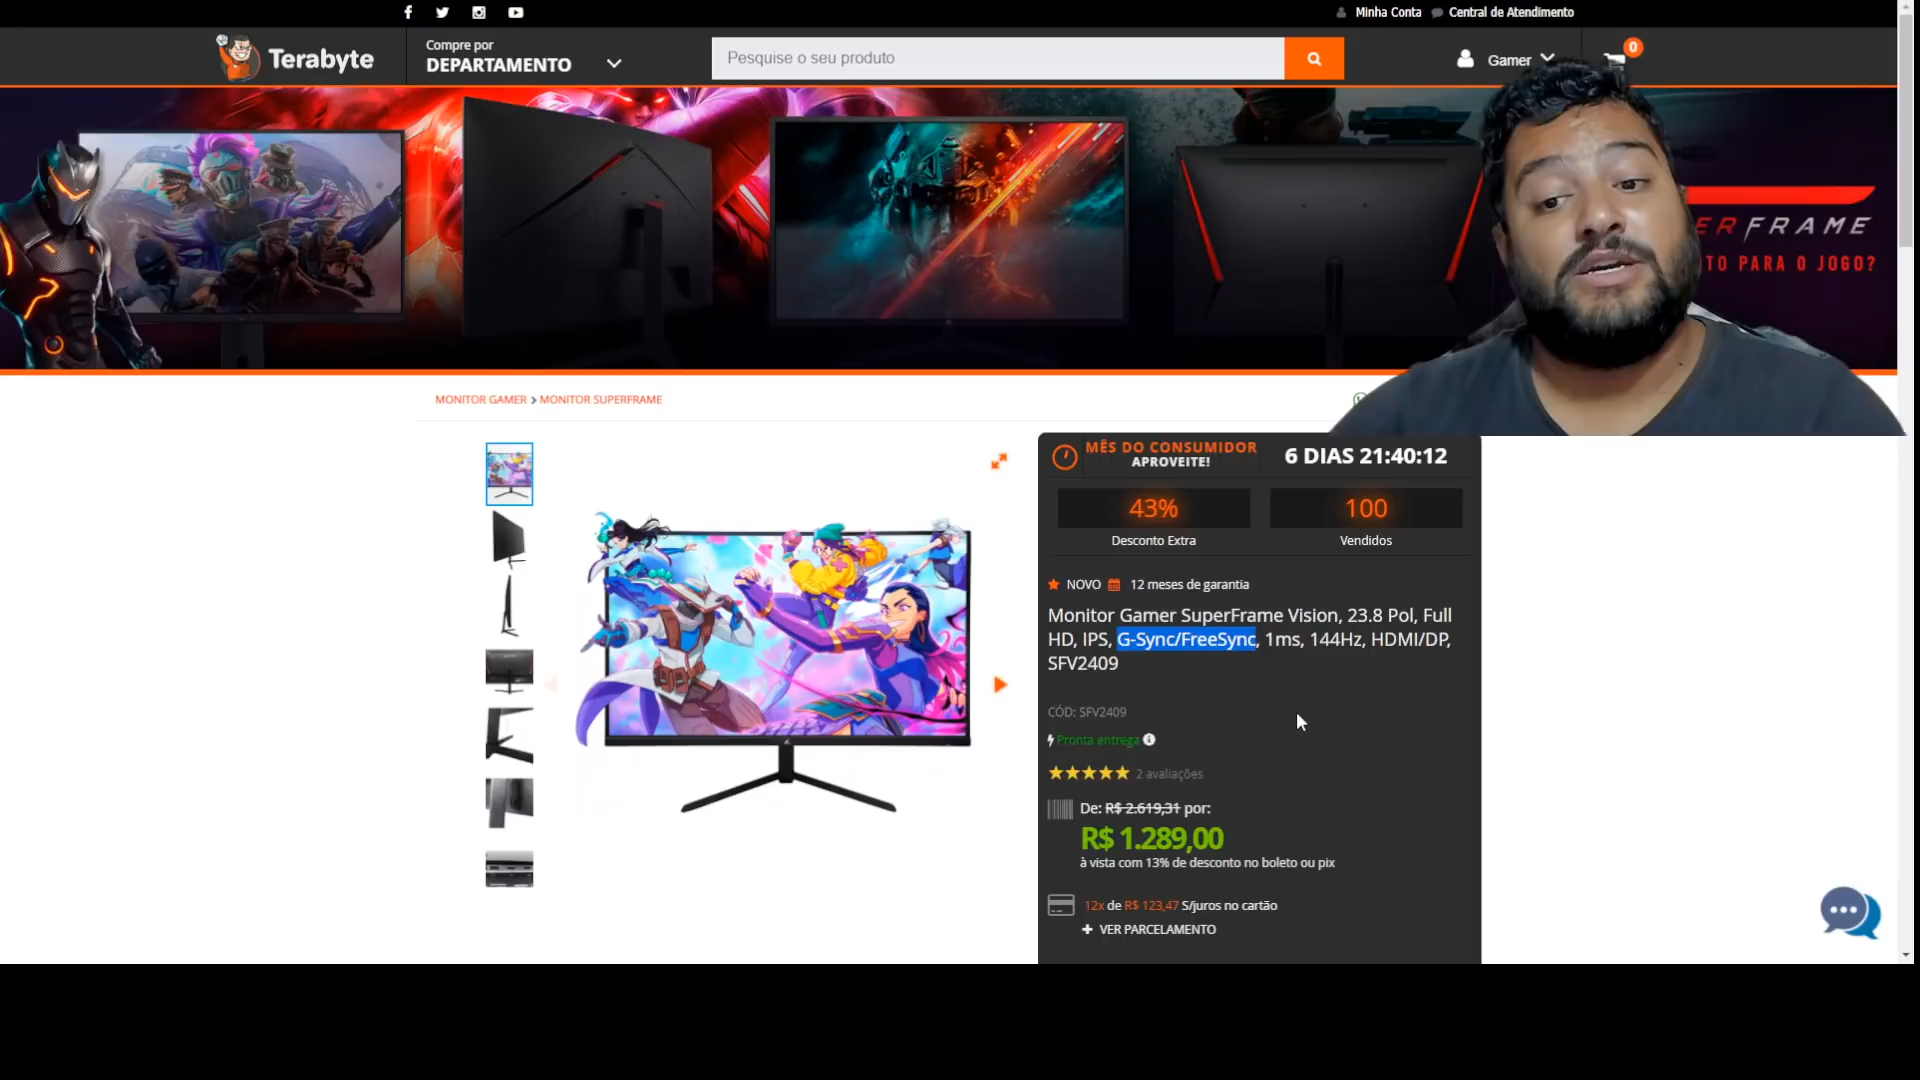 Minha Conta
Central de Atendimento
Terabyte
Compre por
DEPARTAMENTO
Pesquise o seu produto
Gamer
0
ERFRAME
TO PARA O JOGO?
MONITOR GAMER > MONITOR SUPERFRAME
MÊS DO CONSUMIDOR
APROVEITE!
6 DIAS 21:40:12
43%
Desconto Extra
100
Vendidos
NOVO 12 meses de garantia
Monitor Gamer SuperFrame Vision, 23.8 Pol, Full
HD, IPS, G-Sync/FreeSync, 1ms, 144Hz, HDMI/DP,
SFV2409
CÓD: SFV2409
Pronta entrega
2 avaliações
De: R$ 2.619,31 por:
R$ 1.289,00
à vista com 13% de desconto no boleto ou pix
12x de R$ 123,47 S/juros no cartão
+ VER PARCELAMENTO